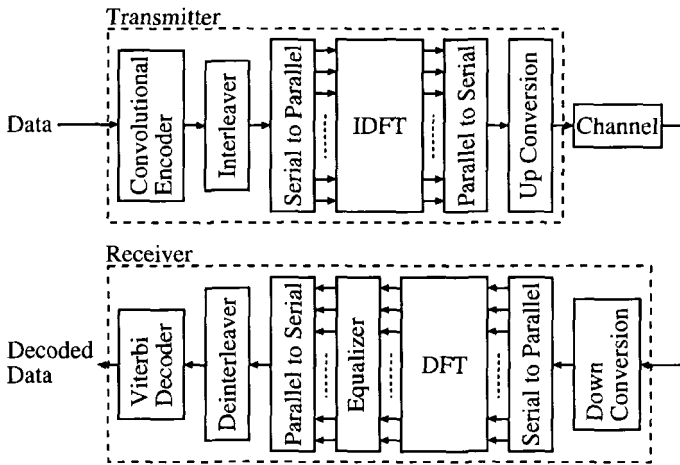 Transmitter
Data
Convolutional
Encoder
Interleaver
Serial to Parallel
IDFT
Parallel to Serial
Up Conversion
Channel
Receiver
Decoded
Data
Viterbi
Decoder
Deinterleaver
Parallel to Serial
Equalizer
DFT
Serial to Parallel
Down
Conversion